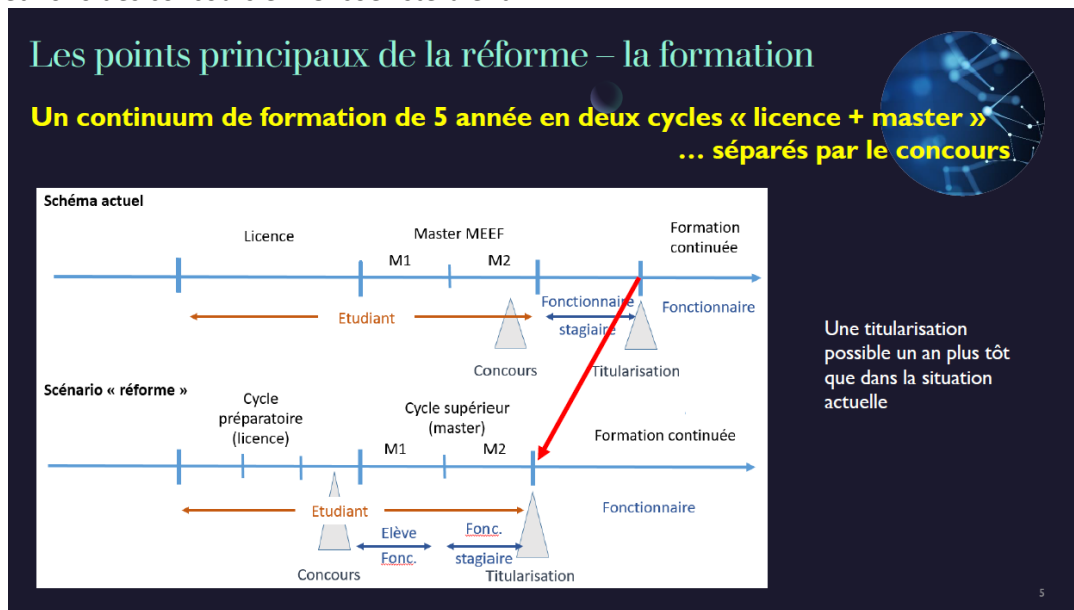 Les points principaux de la réforme – la formation
Un continuum de formation de 5 année en deux cycles « licence + master »
… séparés par le concours
Schéma actuel
Licence
Master MEEF
Formation
continuée
M1
M2
Etudiant
Fonctionnaire
stagiaire
Fonctionnaire
Concours
Titularisation
Scénario « réforme »
Cycle
préparatoire
(licence)
Cycle supérieur
(master)
M1
M2
Formation continuée
Etudiant
Elève
Fonc.
Fonc.
stagiaire
Fonctionnaire
Concours
Titularisation
Une titularisation
possible un an plus tôt
que dans la situation
actuelle
5